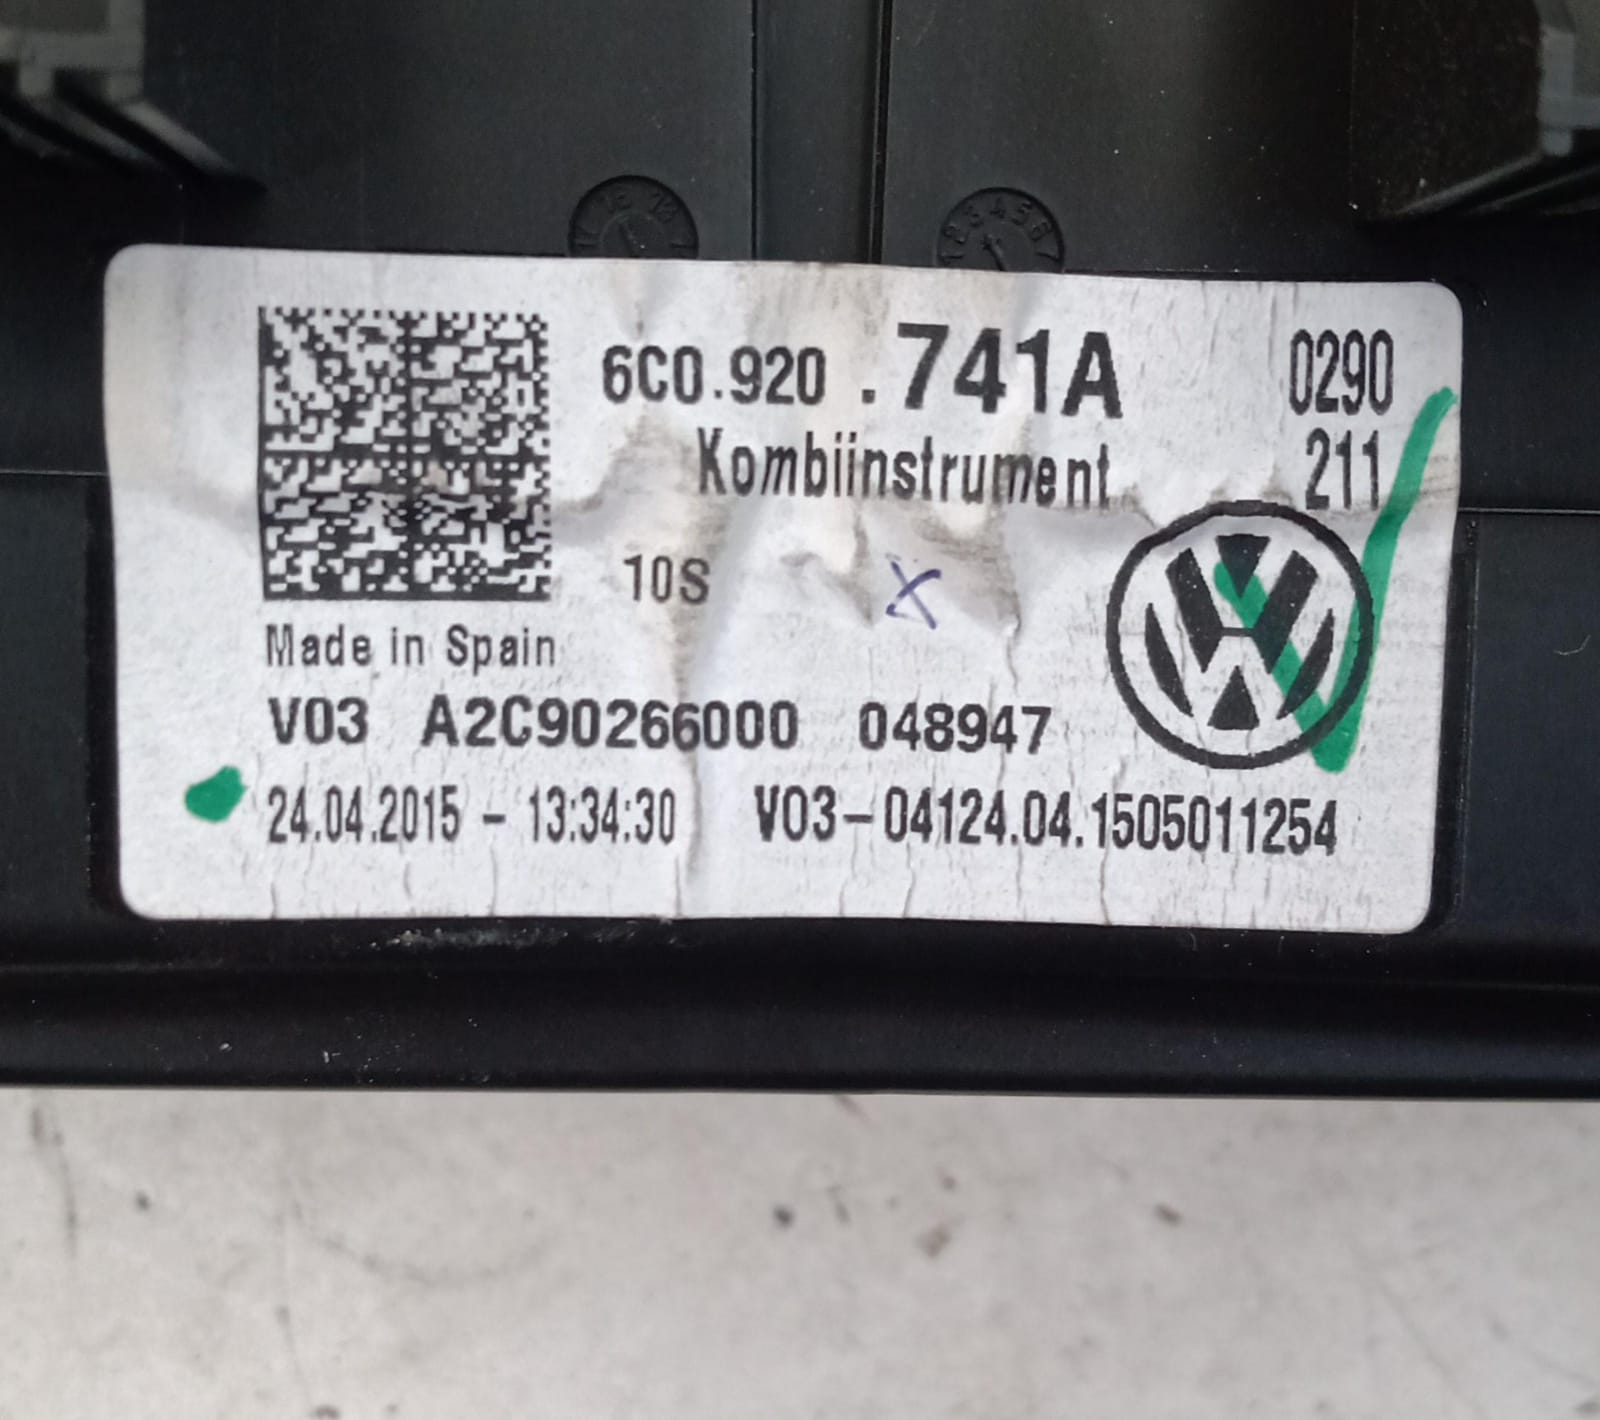 6C0.920 .741A 0290
Kombiinstrument 211
10S X
Made in Spain
V03 A2C90266000 048947
24.04.2015 - 13:34:30 V03-04124.04.1505011254